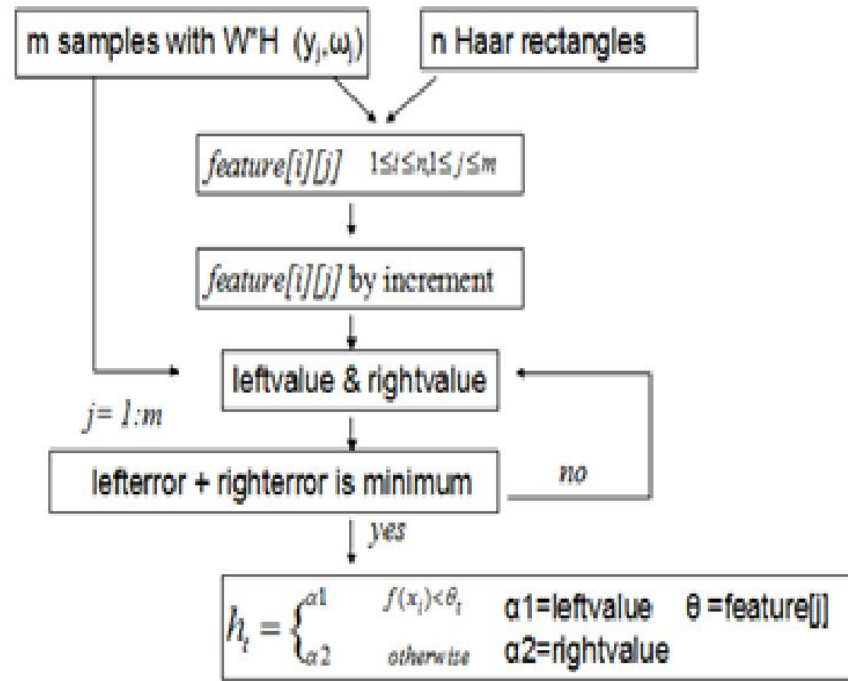 m samples with W*H (yj,ωj)
n Haar rectangles
feature[i][j] 1≤i≤n,1≤j≤m
feature[i][j] by increment
leftvalue & rightvalue
j= 1:m
lefterror + righterror is minimum
no
yes
ht = { α1 f(xi)<θt α1=leftvalue θ =feature[j]
α2 otherwise α2=rightvalue